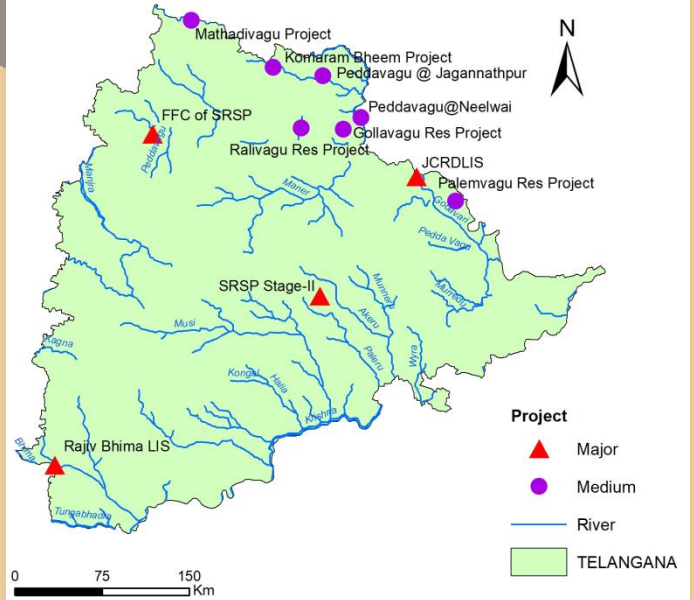 N
Mathadivagu Project
Komaram Bheem Project
Peddavagu @ Jagannathpur
Peddavagu@Neelwai
FFC of SRSP
Gollavagu Res Project
Ralivagu Res Project
Peddavagu
JCRDLIS
Manjra
Maner
Palemvagu Res Project
Godavari
Pedda Vagu
SRSP Stage-II
Munneru
Murredu
Musi
Akeru
Kagna
Paleru
Wyra
Kongal
Halia
Krishna
Bhima
Rajiv Bhima LIS
Tungabhadra
Project
Major
Medium
River
TELANGANA
0 75 150
Km